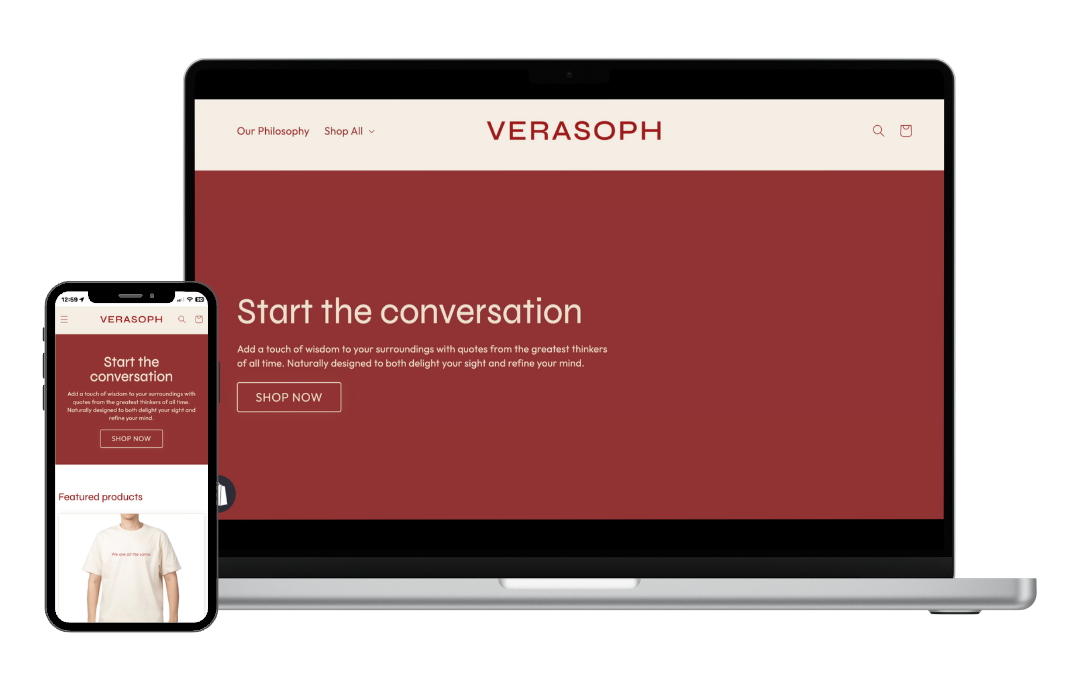 Our Philosophy Shop All VERASOPH
Start the conversation
Add a touch of wisdom to your surroundings with quotes from the greatest thinkers
of all time. Naturally designed to both delight your sight and refine your mind.
SHOP NOW
12:59
VERASOPH
Start the
conversation
Add a touch of wisdom to your surroundings with
quotes from the greatest thinkers of all time.
Naturally designed to both delight your sight and
refine your mind.
SHOP NOW
Featured products
We are all the same.